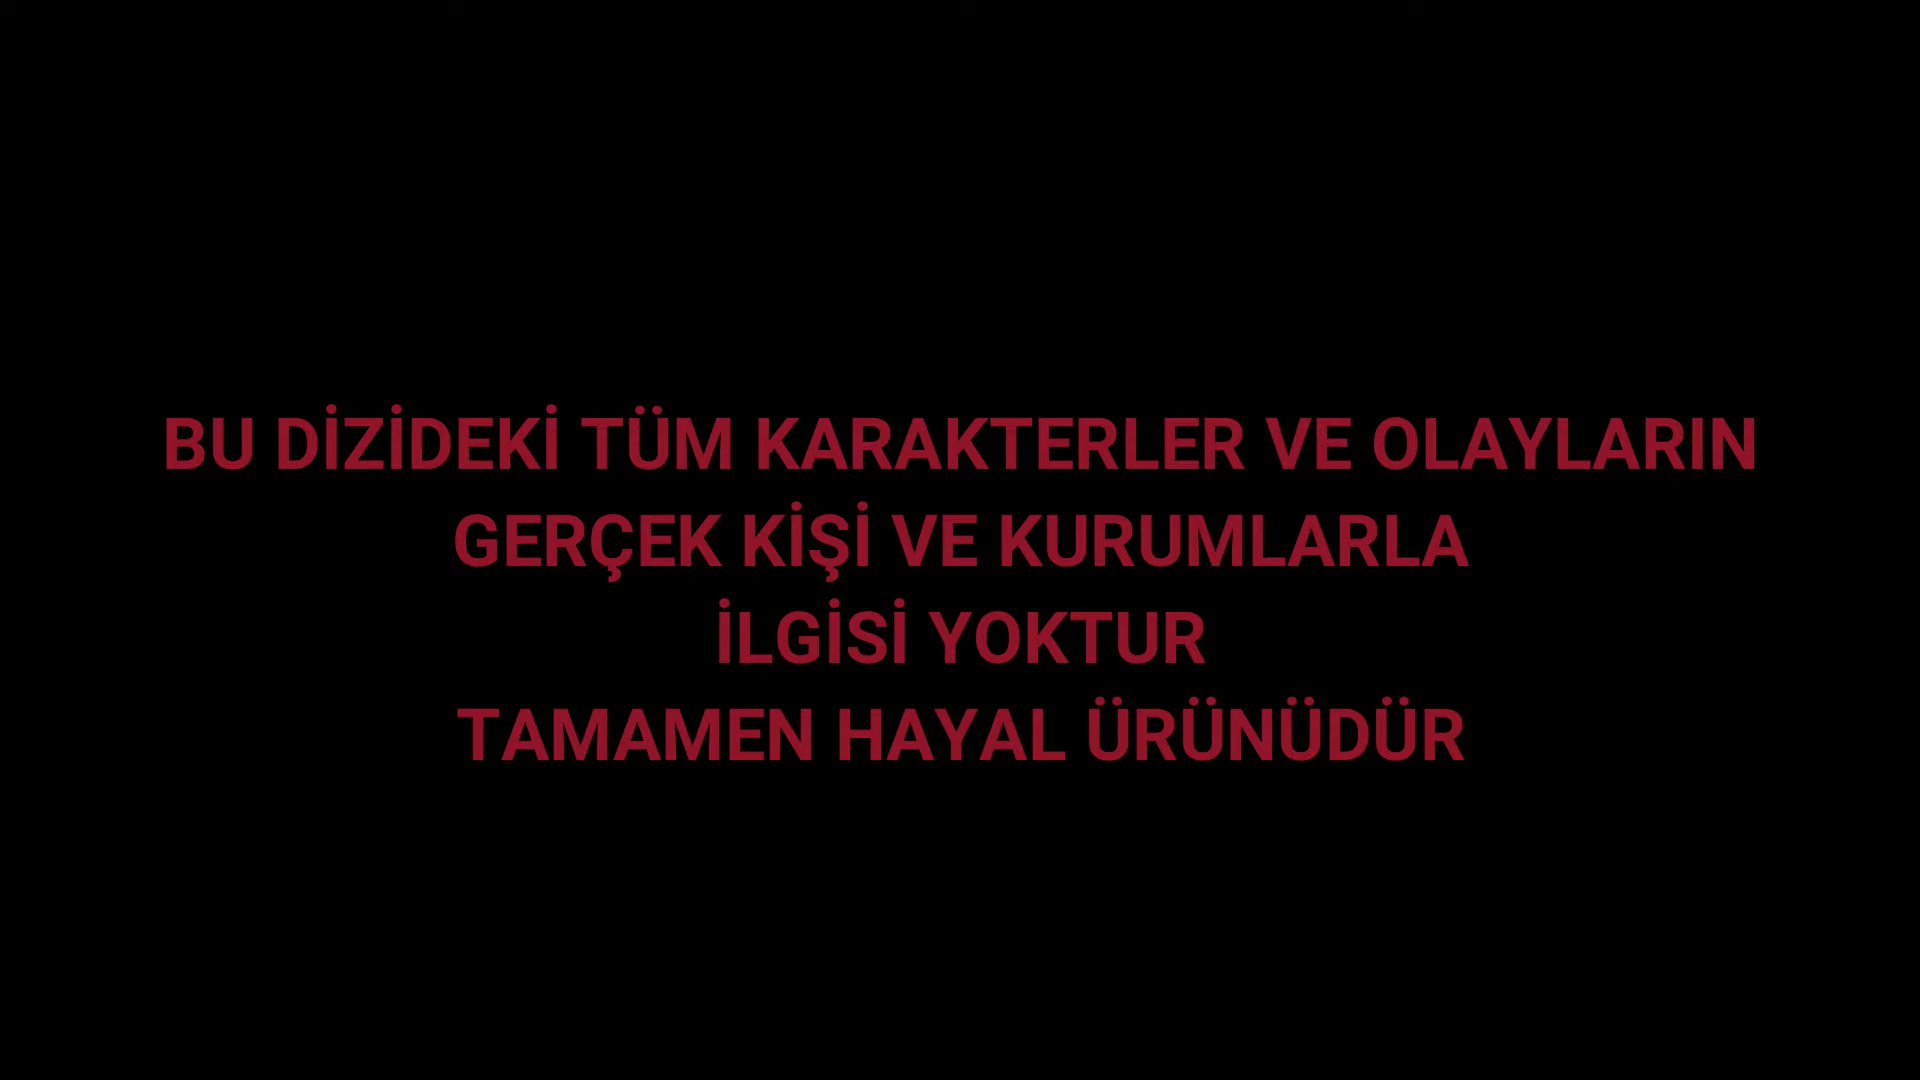 BU DİZİDEKİ TÜM KARAKTERLER VE OLAYLARIN
GERÇEK KİŞİ VE KURUMLARLA
İLGİSİ YOKTUR
TAMAMEN HAYAL ÜRÜNÜDÜR